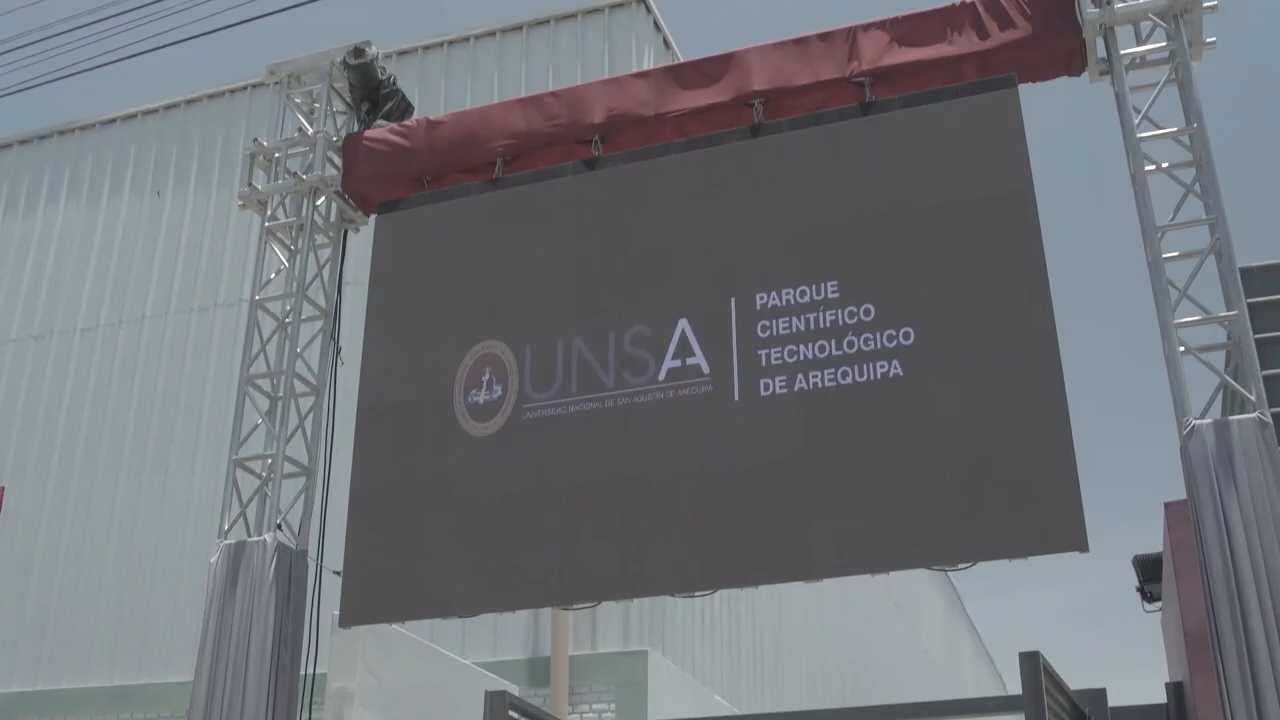 UNSA
UNIVERSIDAD NACIONAL DE SAN AGUSTÍN DE AREQUIPA
PARQUE
CIENTÍFICO
TECNOLÓGICO
DE AREQUIPA